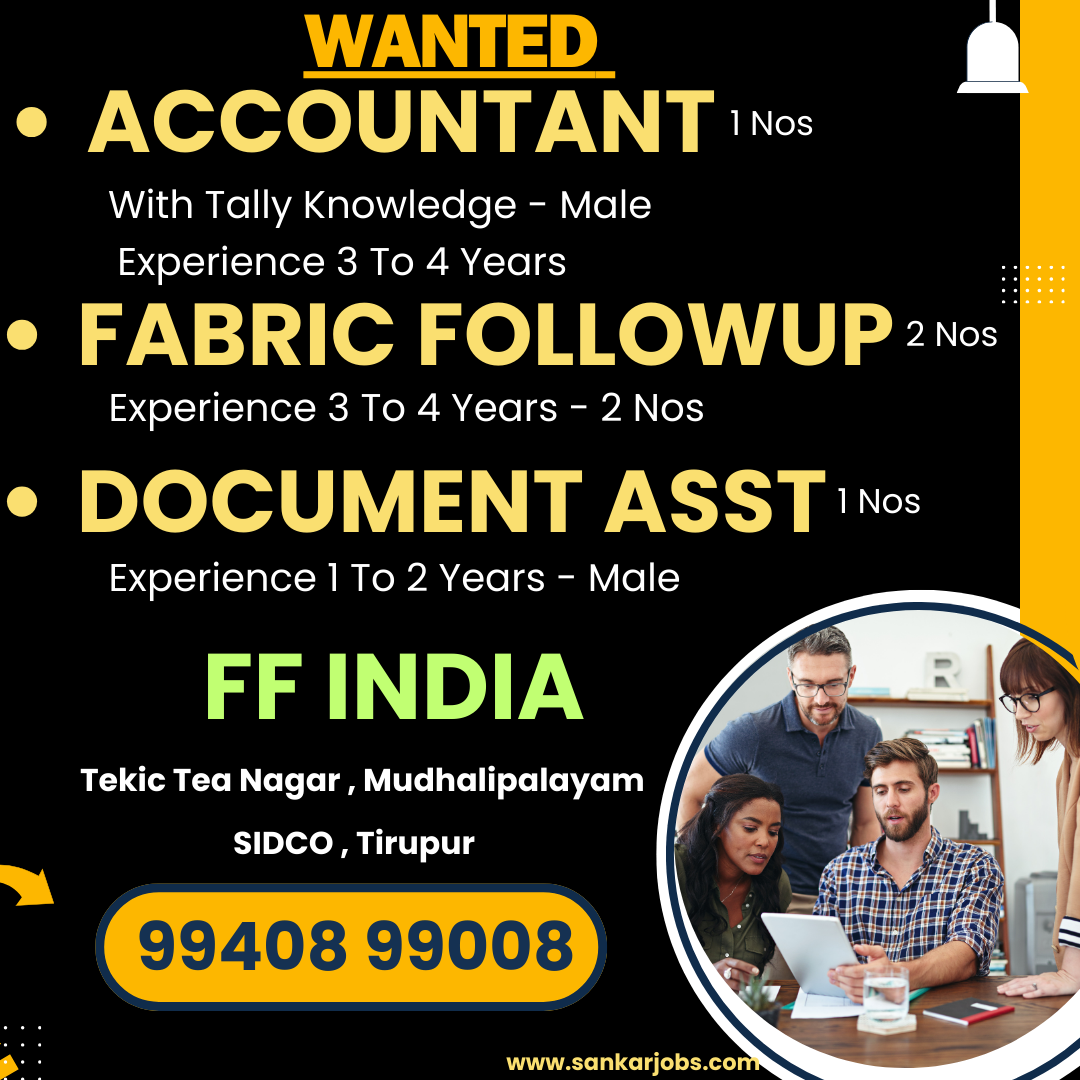 WANTED
• ACCOUNTANT 1 Nos
With Tally Knowledge - Male
Experience 3 To 4 Years
• FABRIC FOLLOWUP 2 Nos
Experience 3 To 4 Years - 2 Nos
• DOCUMENT ASST 1 Nos
Experience 1 To 2 Years - Male
FF INDIA
R
Tekic Tea Nagar , Mudhalipalayam
SIDCO , Tirupur
99408 99008
www.sankarjobs.com